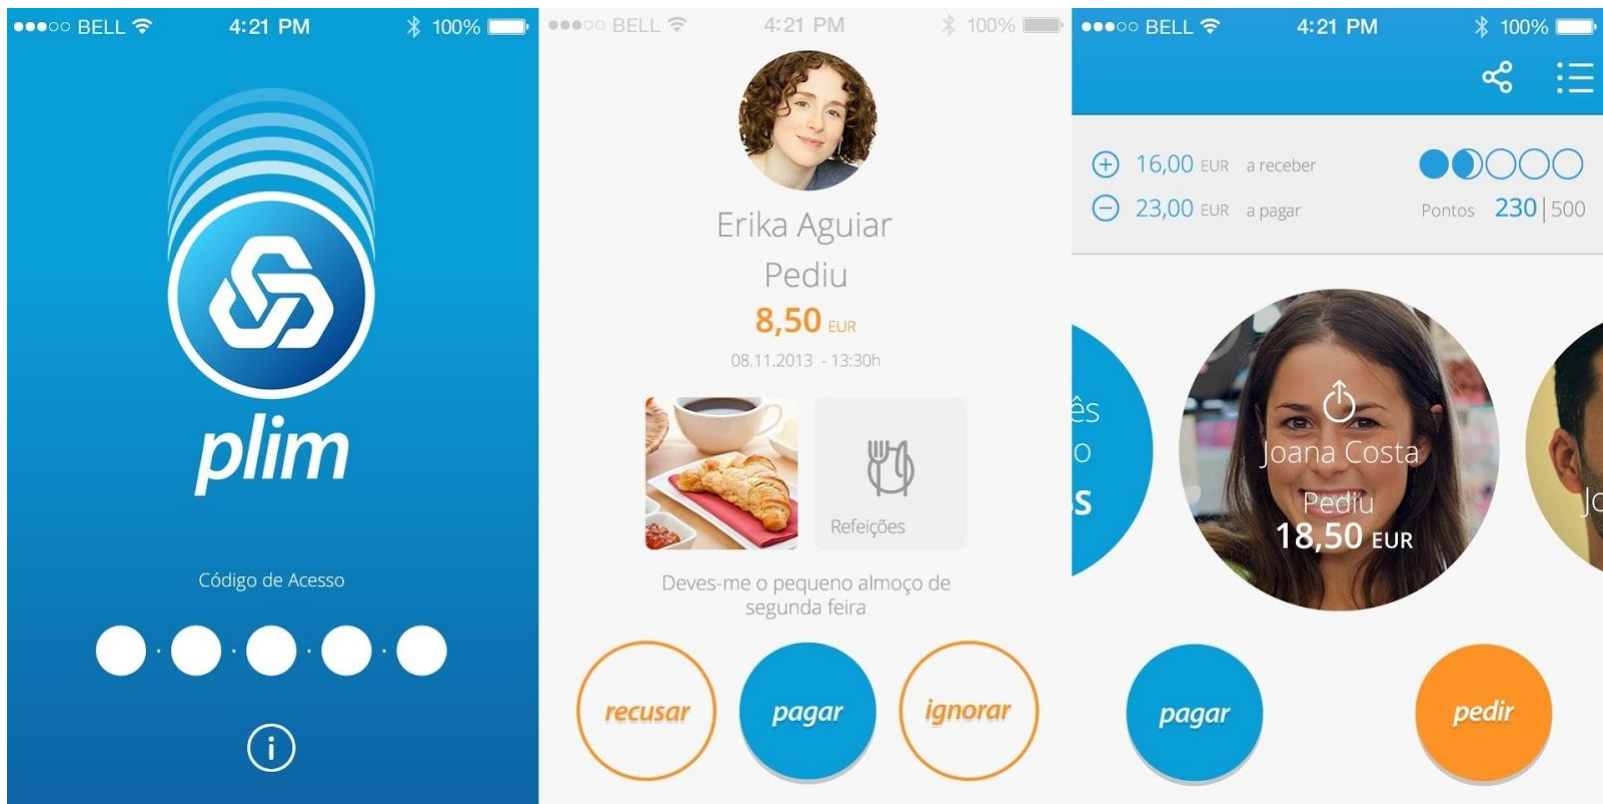 BELL 4:21 PM 100%
plim
Código de Acesso
BELL 4:21 PM 100%
Erika Aguiar
Pediu
8,50 EUR
08.11.2013 - 13:30h
Refeições
Deves-me o pequeno almoço de
segunda feira
recusar pagar ignorar
BELL 4:21 PM 100%
16,00 EUR a receber
23,00 EUR a pagar
Pontos 230|500
ês
o
s
Joana Costa
Pediu
18,50 EUR
Jo
pagar pedir